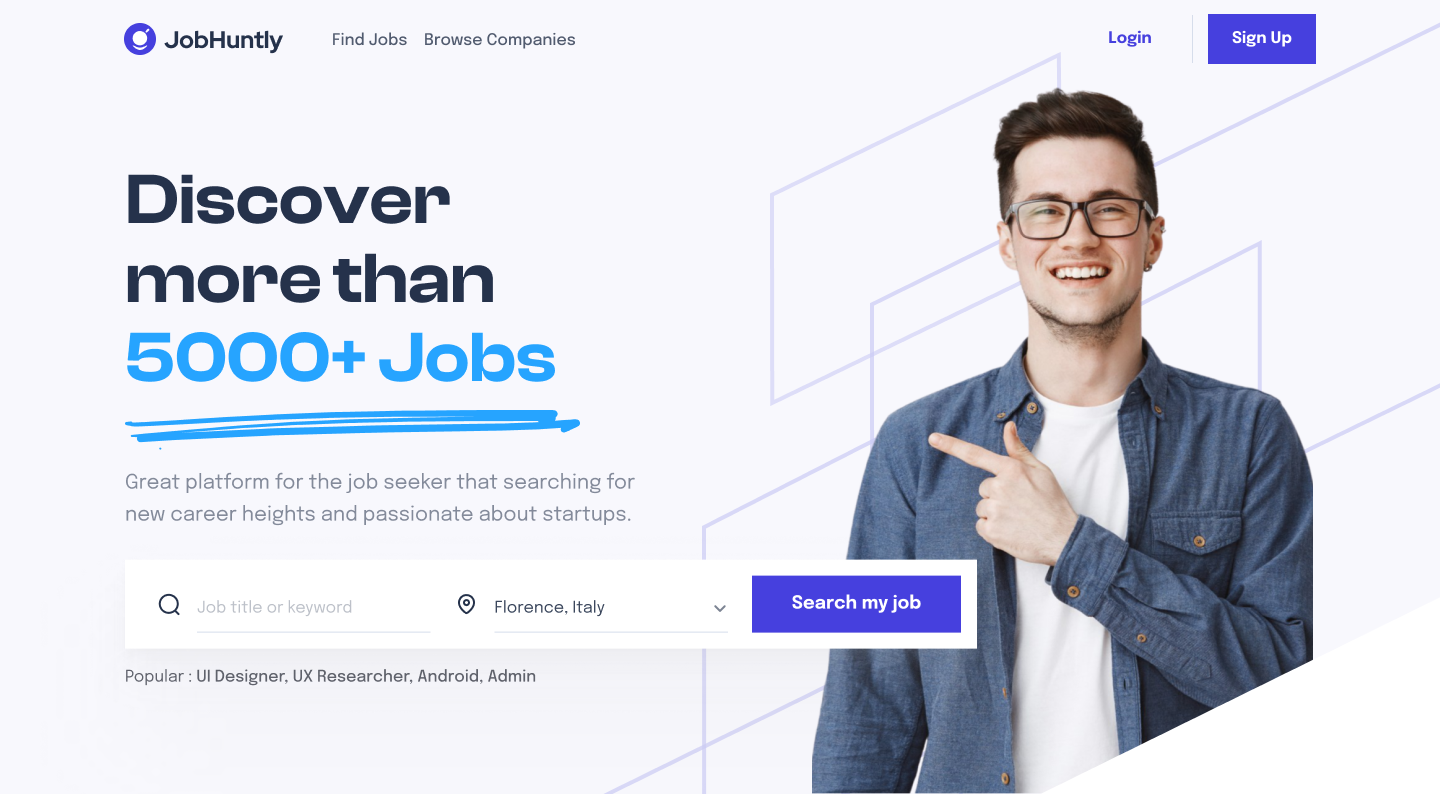 JobHuntly
Find Jobs
Browse Companies
Login
Sign Up
Discover
more than
5000+ Jobs
Great platform for the job seeker that searching for
new career heights and passionate about startups.
Job title or keyword
Florence, Italy
Search my job
Popular : UI Designer, UX Researcher, Android, Admin